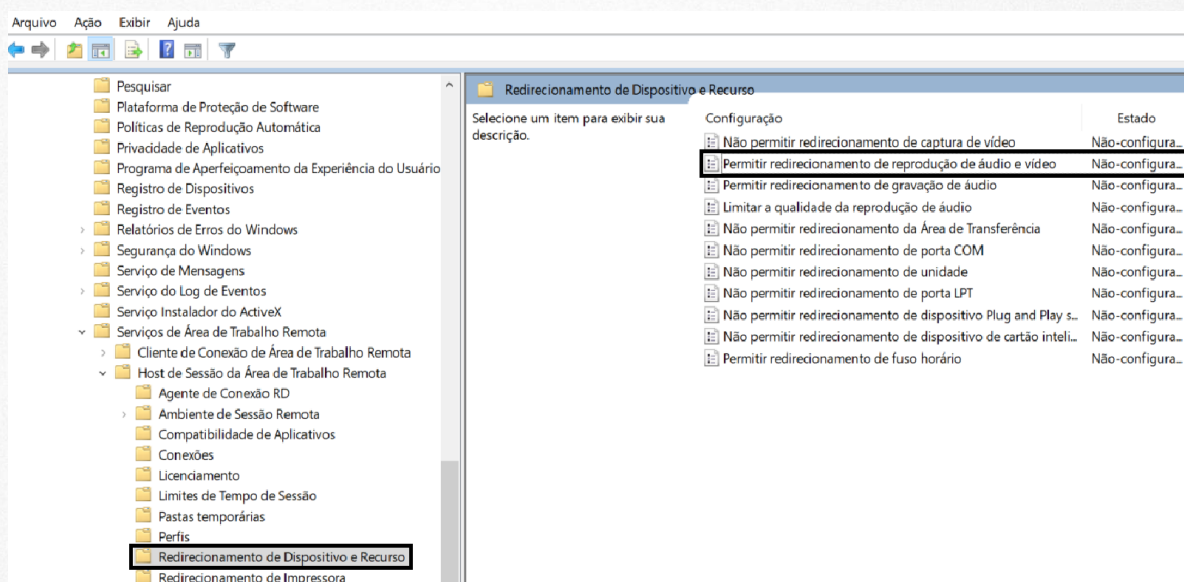 Arquivo Ação Exibir Ajuda
Pesquisar
Plataforma de Proteção de Software
Políticas de Reprodução Automática
Privacidade de Aplicativos
Programa de Aperfeiçoamento da Experiência do Usuário
Registro de Dispositivos
Registro de Eventos
Relatórios de Erros do Windows
Segurança do Windows
Serviço de Mensagens
Serviço do Log de Eventos
Serviço Instalador do ActiveX
Serviços de Área de Trabalho Remota
Cliente de Conexão de Área de Trabalho Remota
Host de Sessão da Área de Trabalho Remota
Agente de Conexão RD
Ambiente de Sessão Remota
Compatibilidade de Aplicativos
Conexões
Licenciamento
Limites de Tempo de Sessão
Pastas temporárias
Perfis
Redirecionamento de Dispositivo e Recurso
Redirecionamento de Impressora
Redirecionamento de Dispositivo e Recurso
Selecione um item para exibir sua
descrição.
Configuração Estado
Não permitir redirecionamento de captura de vídeo Não-configura...
Permitir redirecionamento de reprodução de áudio e vídeo Não-configura...
Permitir redirecionamento de gravação de áudio Não-configura...
Limitar a qualidade da reprodução de áudio Não-configura...
Não permitir redirecionamento da Área de Transferência Não-configura...
Não permitir redirecionamento de porta COM Não-configura...
Não permitir redirecionamento de unidade Não-configura...
Não permitir redirecionamento de porta LPT Não-configura...
Não permitir redirecionamento de dispositivo Plug and Play s... Não-configura...
Não permitir redirecionamento de dispositivo de cartão inteli... Não-configura...
Permitir redirecionamento de fuso horário Não-configura...